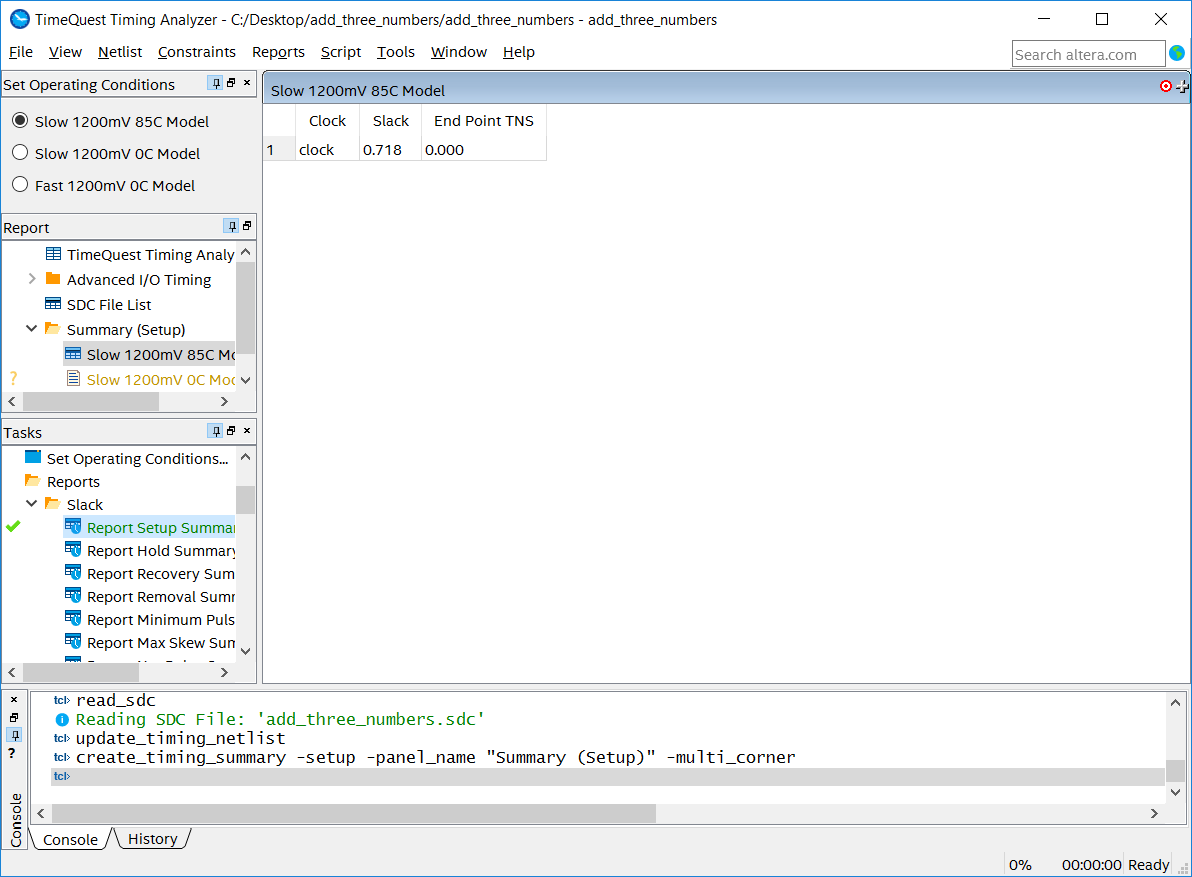 TimeQuest Timing Analyzer - C:/Desktop/add_three_numbers/add_three_numbers - add_three_numbers
File View Netlist Constraints Reports Script Tools Window Help
Search altera.com
Set Operating Conditions
Slow 1200mV 85C Model
Slow 1200mV 0C Model
Fast 1200mV 0C Model
Report
TimeQuest Timing Analy
Advanced I/O Timing
SDC File List
Summary (Setup)
Slow 1200mV 85C Mo
? Slow 1200mV 0C Mod
Tasks
Set Operating Conditions...
Reports
Slack
Report Setup Summar
Report Hold Summary
Report Recovery Sum
Report Removal Summ
Report Minimum Puls
Report Max Skew Sum
Slow 1200mV 85C Model
Clock Slack End Point TNS
1 clock 0.718 0.000
tcl> read_sdc
Reading SDC File: 'add_three_numbers.sdc'
tcl> update_timing_netlist
tcl> create_timing_summary -setup -panel_name "Summary (Setup)" -multi_corner
tcl>
?
Console
Console History
0% 00:00:00 Ready